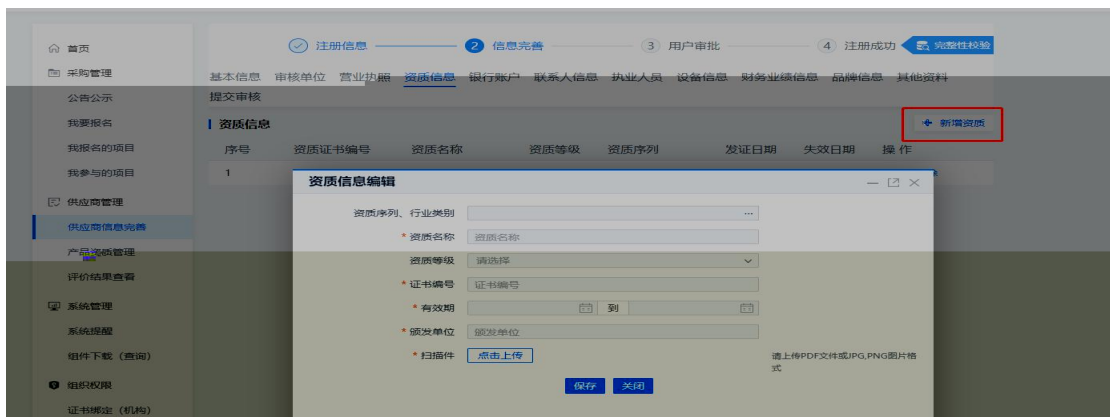 首页
注册信息
2 信息完善
3 用户审批
4 注册成功
完整性校验
采购管理
基本信息 审核单位 营业执照 资质信息 银行账户 联系人信息 执业人员 设备信息 财务业绩信息 品牌信息 其他资料
提交审核
公告公示
我要报名
资质信息
新增资质
我报名的项目
序号 资质证书编号 资质名称 资质等级 资质序列 发证日期 失效日期 操作
我参与的项目
1
资质信息编辑
供应商管理
资质序列、行业类别 ...
供应商信息完善
* 资质名称 资质名称
产品资质管理
资质等级 请选择
评价结果查看
* 证书编号 证书编号
系统管理
* 有效期 到
系统提醒
* 颁发单位 颁发单位
组件下载（查询）
* 扫描件 点击上传
请上传PDF文件或JPG,PNG图片格
式
组织权限
保存 关闭
证书绑定（机构）